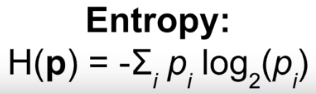 Entropy:
H(p) = -Σᵢ pᵢ log₂(pᵢ)